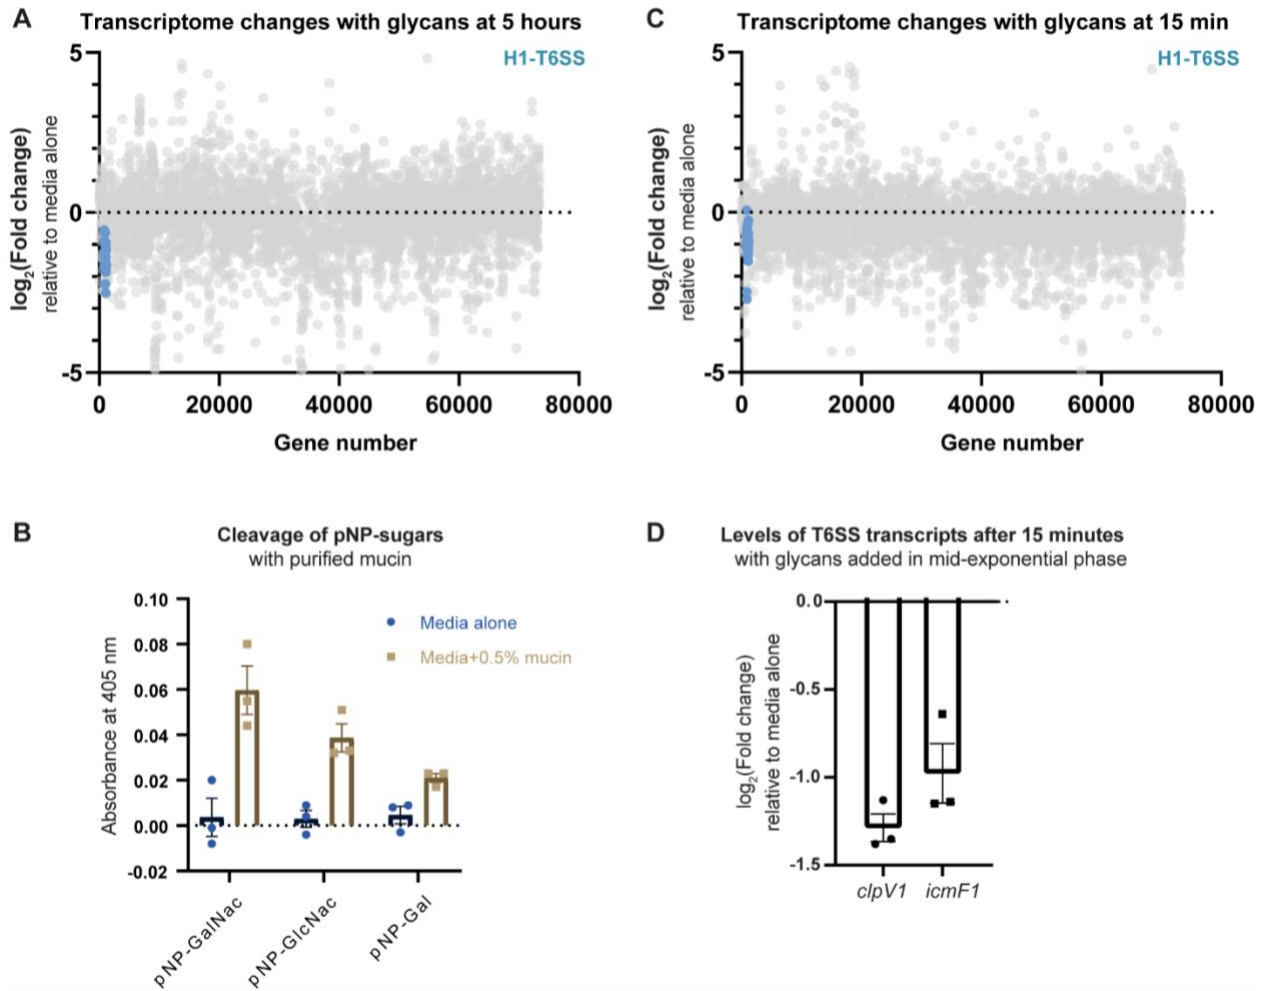 A
Transcriptome changes with glycans at 5 hours
H1-T6SS
log2(Fold change)
relative to media alone
5
0
-5
0 20000 40000 60000 80000
Gene number
C
Transcriptome changes with glycans at 15 min
H1-T6SS
log2(Fold change)
relative to media alone
5
0
-5
0 20000 40000 60000 80000
Gene number
B
Cleavage of pNP-sugars
with purified mucin
Absorbance at 405 nm
0.10
0.08
0.06
0.04
0.02
0.00
-0.02
Media alone
Media+0.5% mucin
pNP-GalNac
pNP-GlcNac
pNP-Gal
D
Levels of T6SS transcripts after 15 minutes
with glycans added in mid-exponential phase
log2(Fold change)
relative to media alone
0.0
-0.5
-1.0
-1.5
clpV1 icmF1